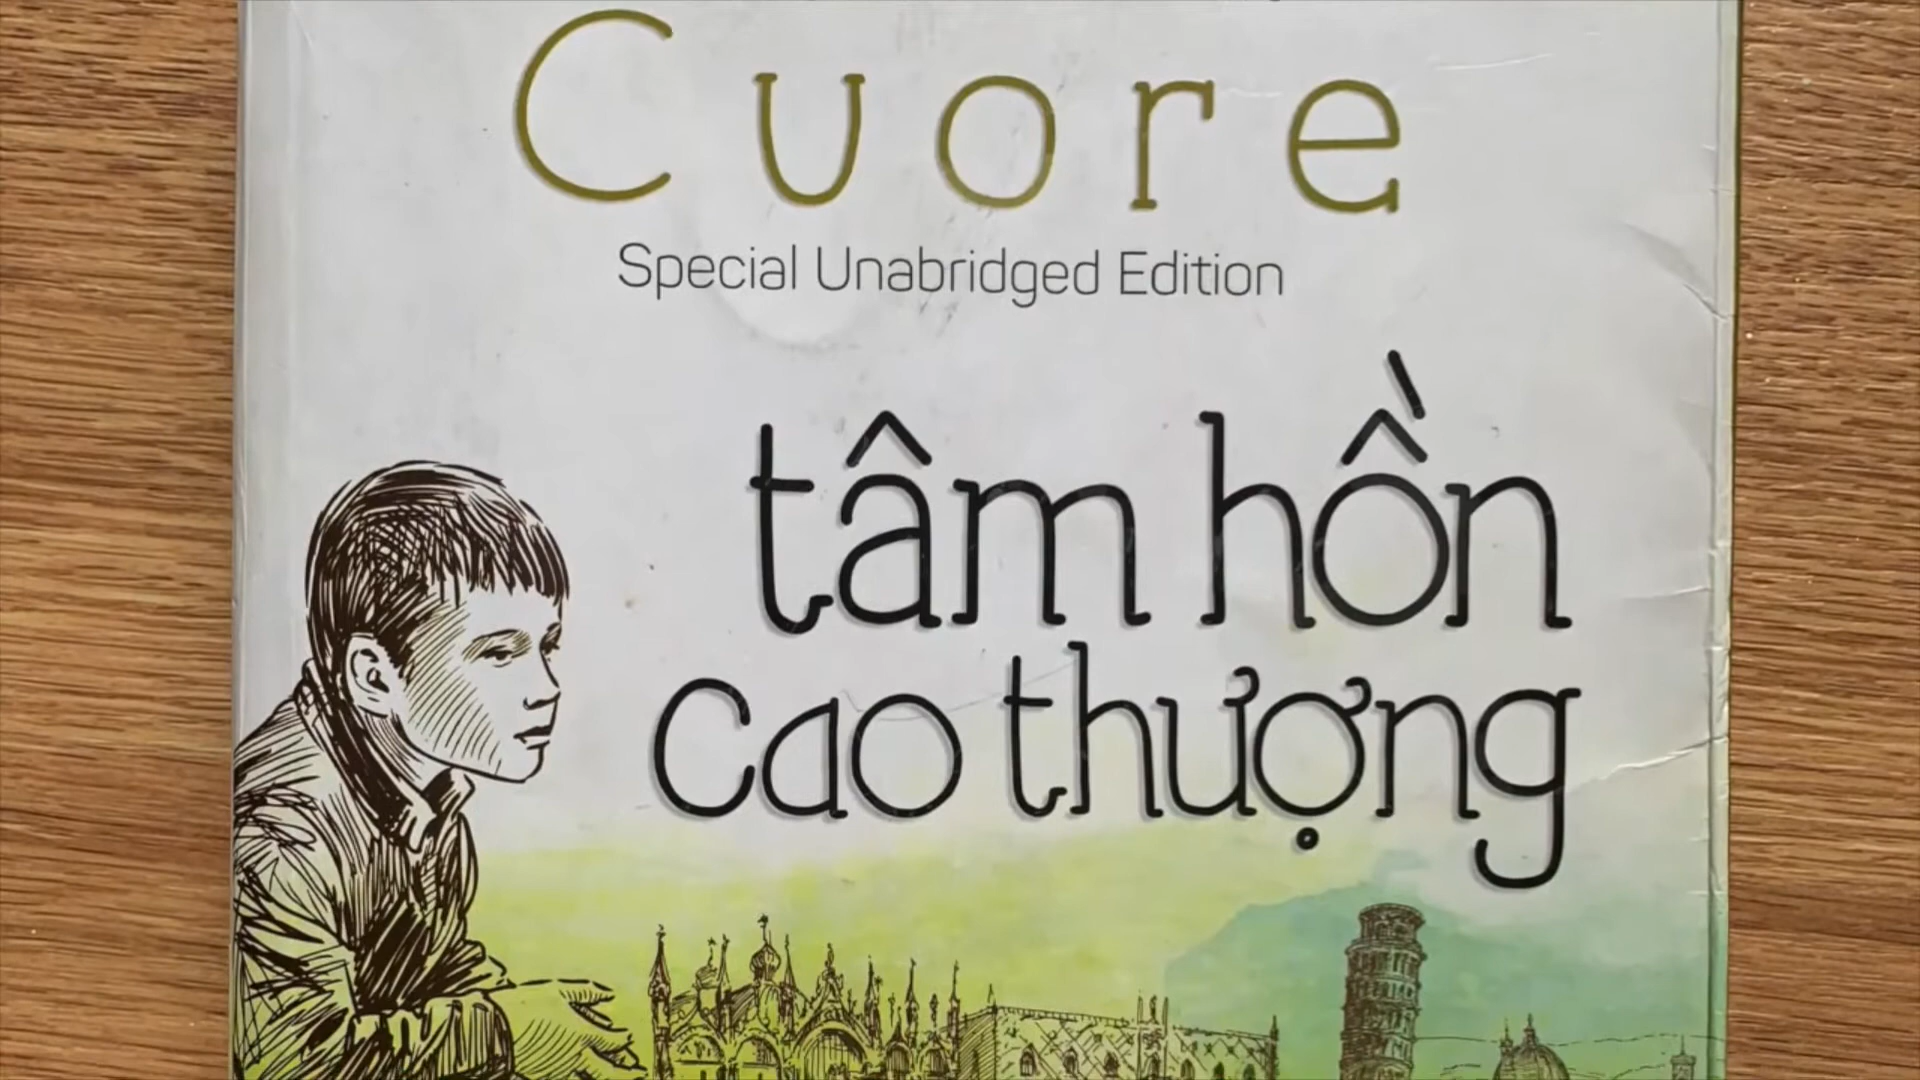 Cuore
Special Unabridged Edition
tâm hồn
cao thượng